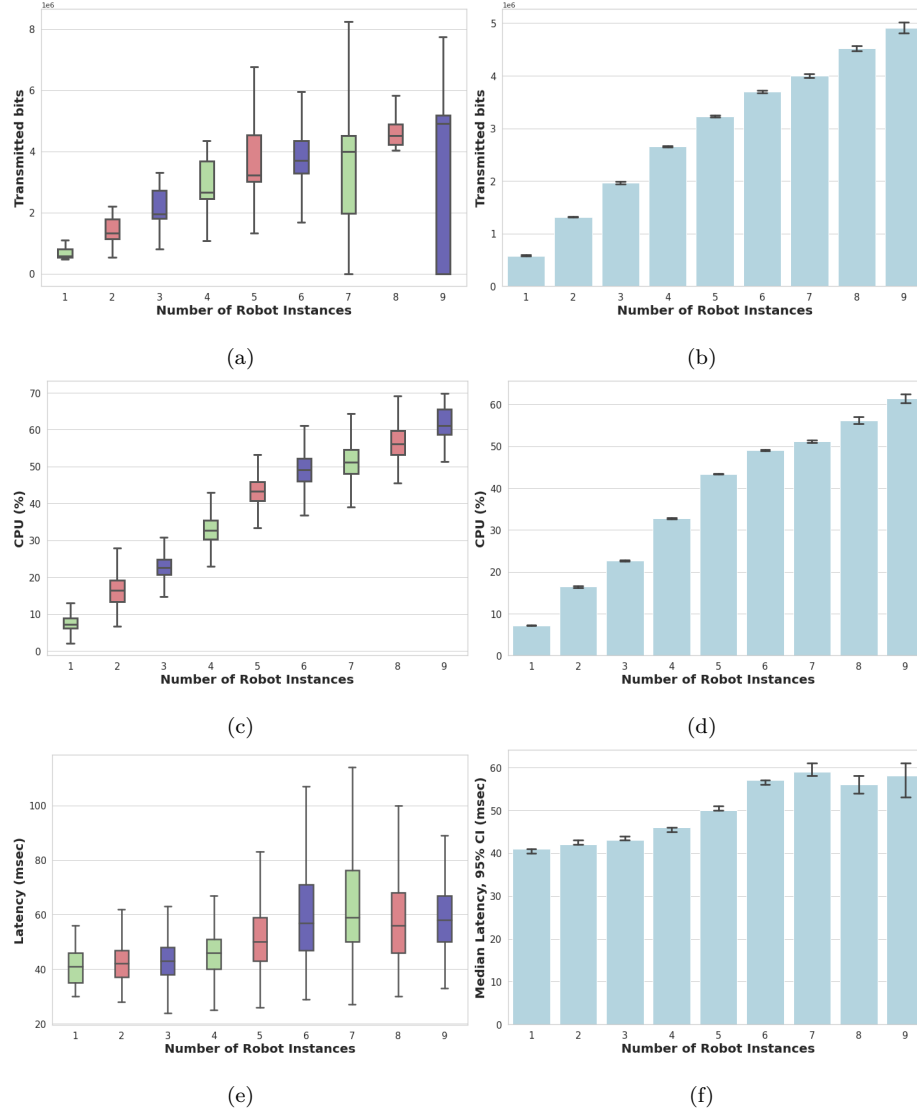 1e6
8
6
4
2
0
Transmitted bits
1 2 3 4 5 6 7 8 9
Number of Robot Instances
(a)
1e6
5
4
3
2
1
0
Transmitted bits
1 2 3 4 5 6 7 8 9
Number of Robot Instances
(b)
70
60
50
40
30
20
10
0
CPU (%)
1 2 3 4 5 6 7 8 9
Number of Robot Instances
(c)
60
50
40
30
20
10
0
CPU (%)
1 2 3 4 5 6 7 8 9
Number of Robot Instances
(d)
100
80
60
40
20
Latency (msec)
1 2 3 4 5 6 7 8 9
Number of Robot Instances
(e)
60
50
40
30
20
10
0
Median Latency, 95% CI (msec)
1 2 3 4 5 6 7 8 9
Number of Robot Instances
(f)